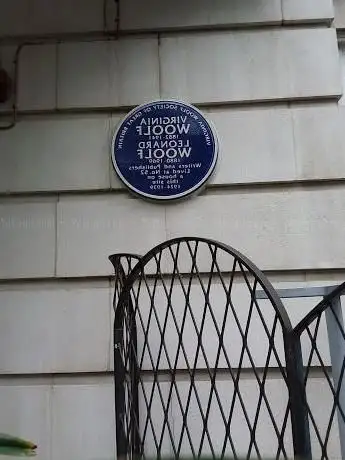 VIRGINIA WOOLF SOCIETY OF GREAT BRITAIN
VIRGINIA
WOOLF
1882-1941
LEONARD
WOOLF
1880-1969
Writers and Publishers
Lived at No.52
a house on
this site
1924-1939